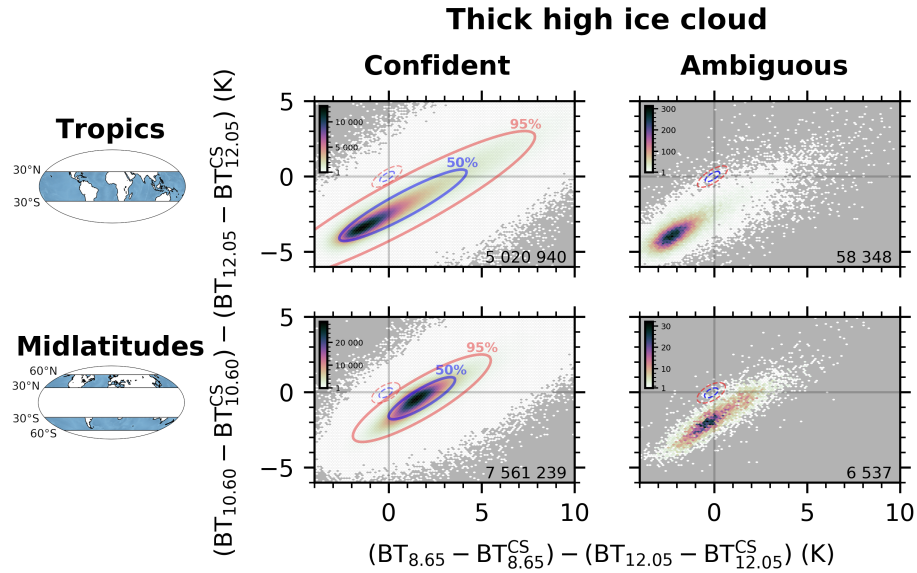 Thick high ice cloud
Confident
Ambiguous
Tropics
30°N
30°S
Midlatitudes
60°N
30°N
30°S
60°S
(BT10.60 − BT^CS_10.60) − (BT12.05 − BT^CS_12.05) (K)
5
0
−5
10 000
5 000
1
95%
50%
5 020 940
300
200
100
1
58 348
5
0
−5
20 000
10 000
1
95%
50%
7 561 239
30
20
10
1
6 537
0
5
10
0
5
10
(BT8.65 − BT^CS_8.65) − (BT12.05 − BT^CS_12.05) (K)